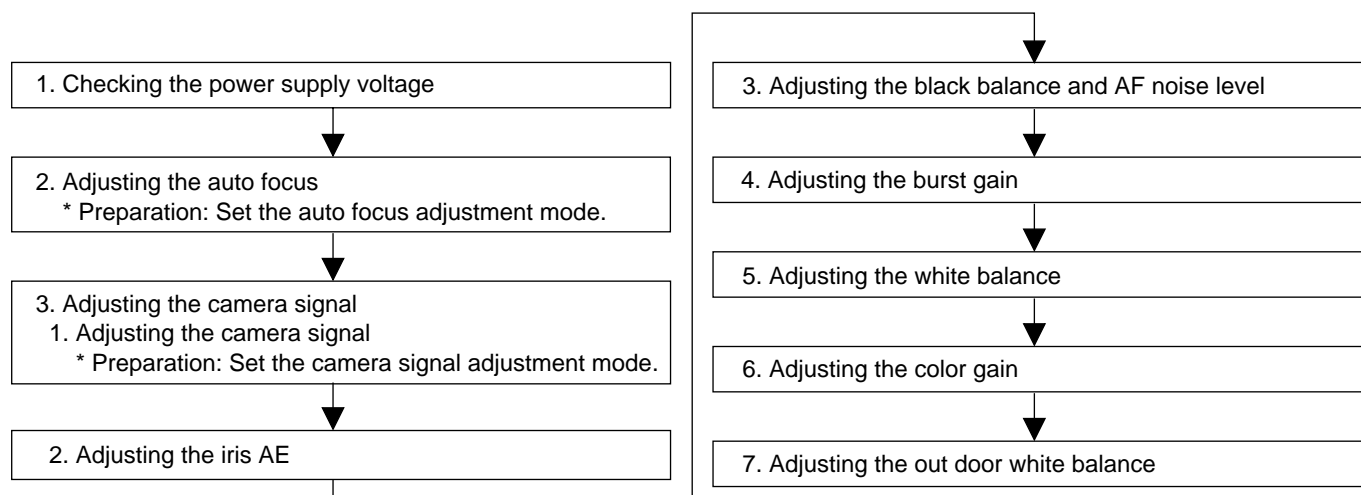 1. Checking the power supply voltage
2. Adjusting the auto focus
* Preparation: Set the auto focus adjustment mode.
3. Adjusting the camera signal
1. Adjusting the camera signal
* Preparation: Set the camera signal adjustment mode.
2. Adjusting the iris AE
3. Adjusting the black balance and AF noise level
4. Adjusting the burst gain
5. Adjusting the white balance
6. Adjusting the color gain
7. Adjusting the out door white balance